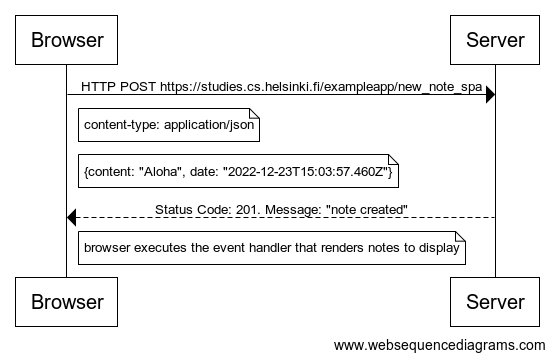 Browser
Server
HTTP POST https://studies.cs.helsinki.fi/exampleapp/new_note_spa
content-type: application/json
{content: "Aloha", date: "2022-12-23T15:03:57.460Z"}
Status Code: 201. Message: "note created"
browser executes the event handler that renders notes to display
Browser
Server
www.websequencediagrams.com